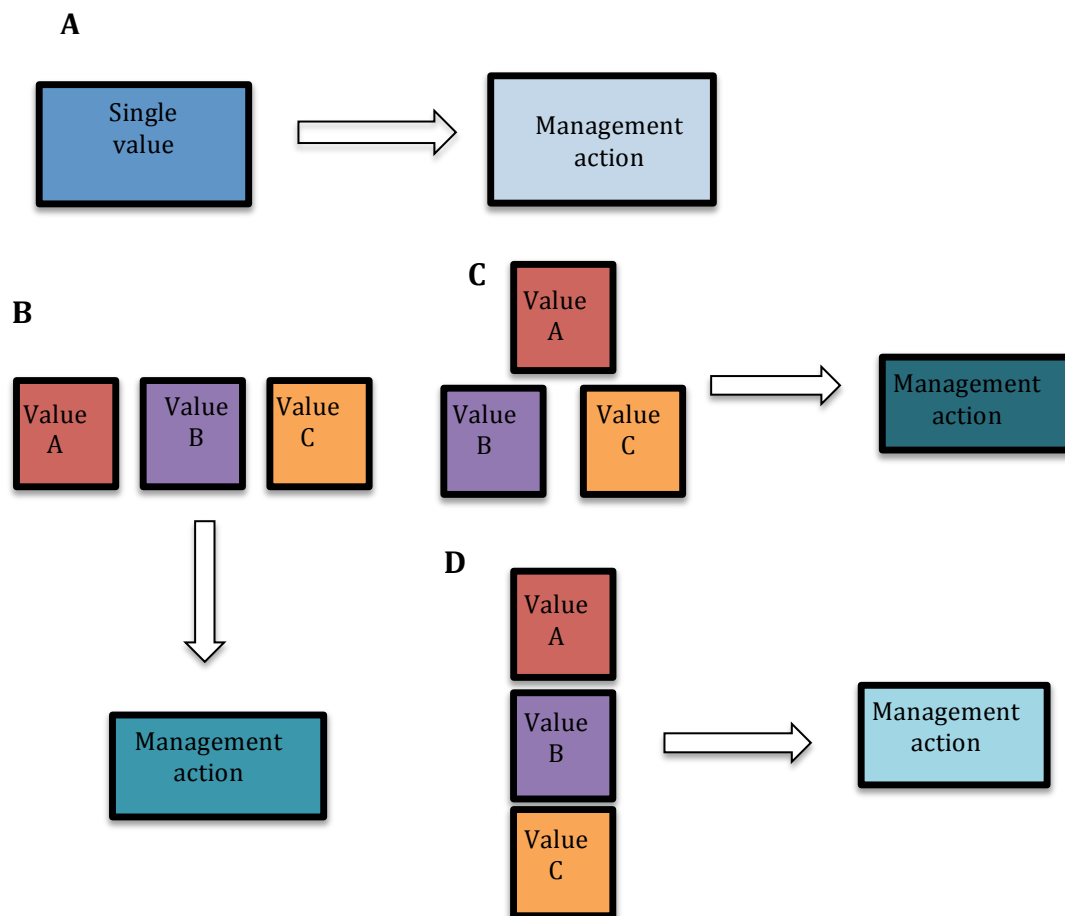 A
Single
value
Management
action
B
Value
A
Value
B
Value
C
Management
action
C
Value
A
Value
B
Value
C
Management
action
D
Value
A
Value
B
Value
C
Management
action